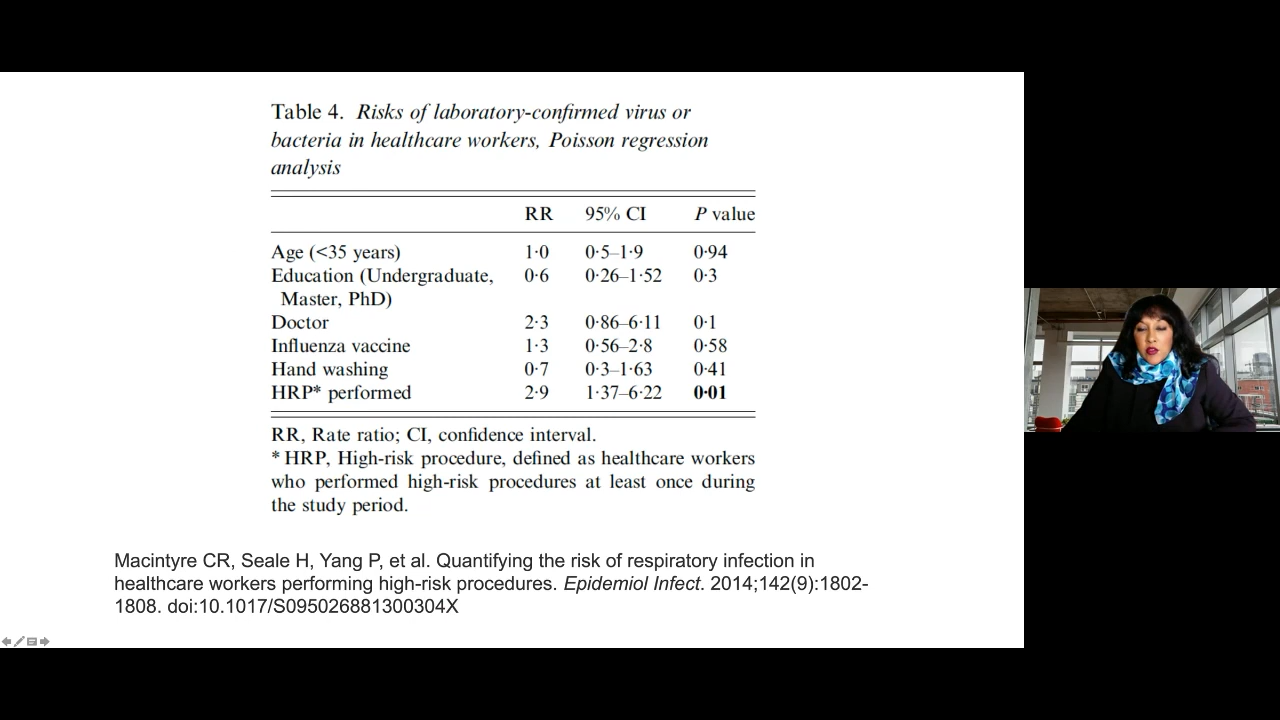 Table 4. Risks of laboratory-confirmed virus or
bacteria in healthcare workers, Poisson regression
analysis
RR 95% CI P value
Age (<35 years) 1·0 0·5–1·9 0·94
Education (Undergraduate, 0·6 0·26–1·52 0·3
Master, PhD)
Doctor 2·3 0·86–6·11 0·1
Influenza vaccine 1·3 0·56–2·8 0·58
Hand washing 0·7 0·3–1·63 0·41
HRP* performed 2·9 1·37–6·22 0·01
RR, Rate ratio; CI, confidence interval.
* HRP, High-risk procedure, defined as healthcare workers
who performed high-risk procedures at least once during
the study period.
Macintyre CR, Seale H, Yang P, et al. Quantifying the risk of respiratory infection in
healthcare workers performing high-risk procedures. Epidemiol Infect. 2014;142(9):1802-
1808. doi:10.1017/S095026881300304X